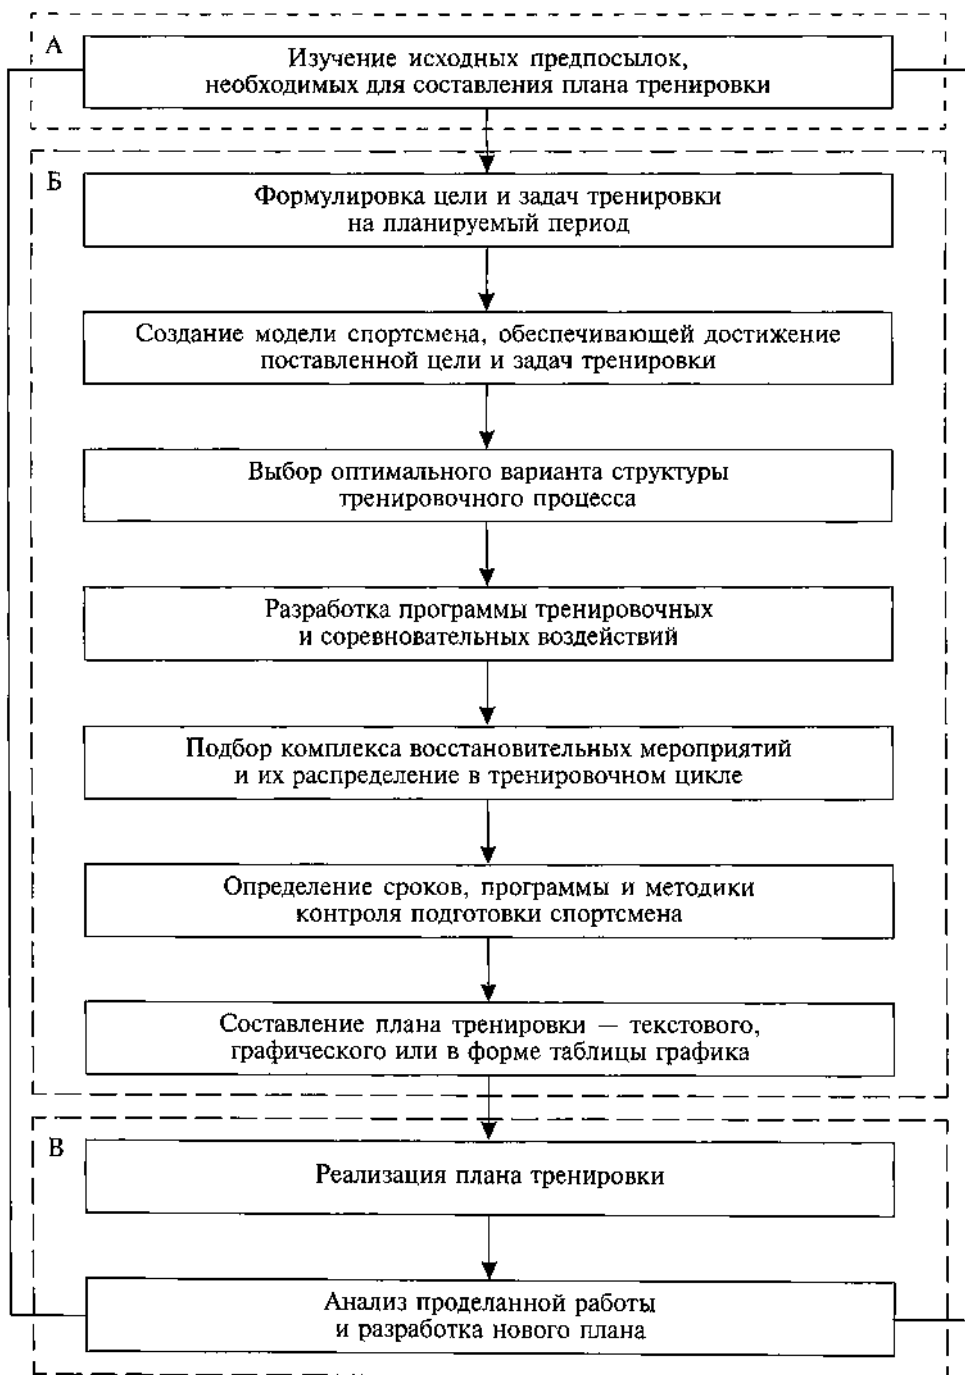 А
Изучение исходных предпосылок,
необходимых для составления плана тренировки
Б
Формулировка цели и задач тренировки
на планируемый период
Создание модели спортсмена, обеспечивающей достижение
поставленной цели и задач тренировки
Выбор оптимального варианта структуры
тренировочного процесса
Разработка программы тренировочных
и соревновательных воздействий
Подбор комплекса восстановительных мероприятий
и их распределение в тренировочном цикле
Определение сроков, программы и методики
контроля подготовки спортсмена
Составление плана тренировки — текстового,
графического или в форме таблицы графика
В
Реализация плана тренировки
Анализ проделанной работы
и разработка нового плана